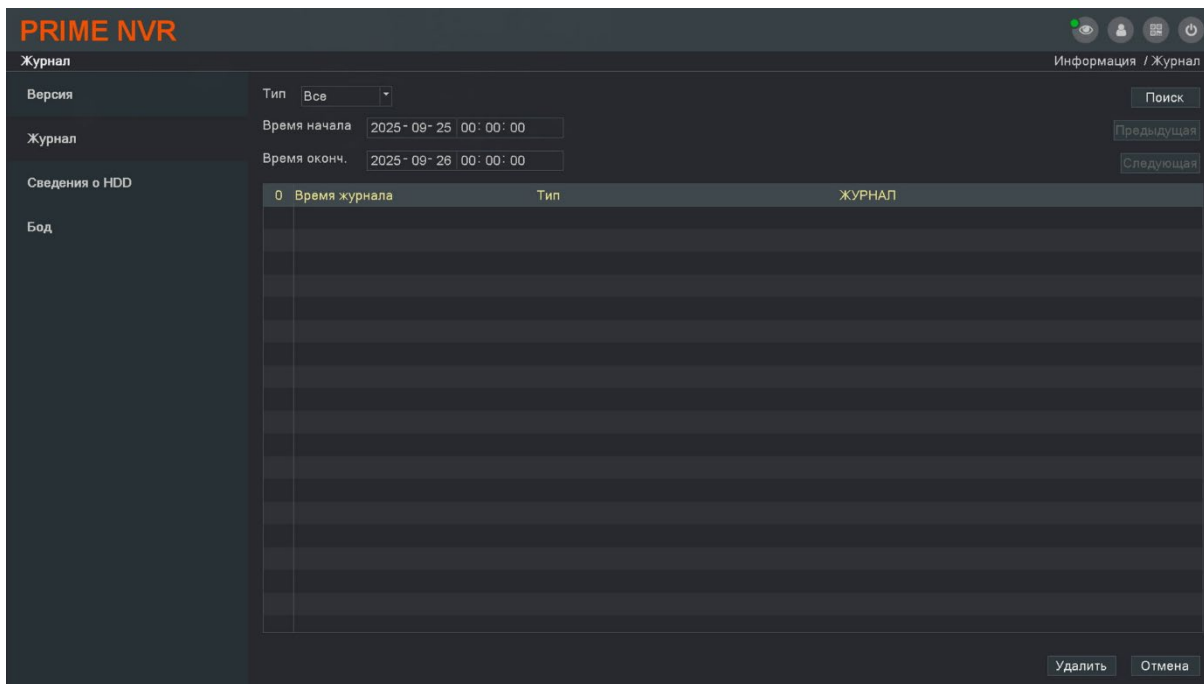 PRIME NVR
Журнал
Информация / Журнал
Версия
Журнал
Сведения о HDD
Бод
Тип Все
Поиск
Время начала 2025-09-25 00:00:00
Предыдущая
Время оконч. 2025-09-26 00:00:00
Следующая
0 Время журнала Тип ЖУРНАЛ
Удалить Отмена